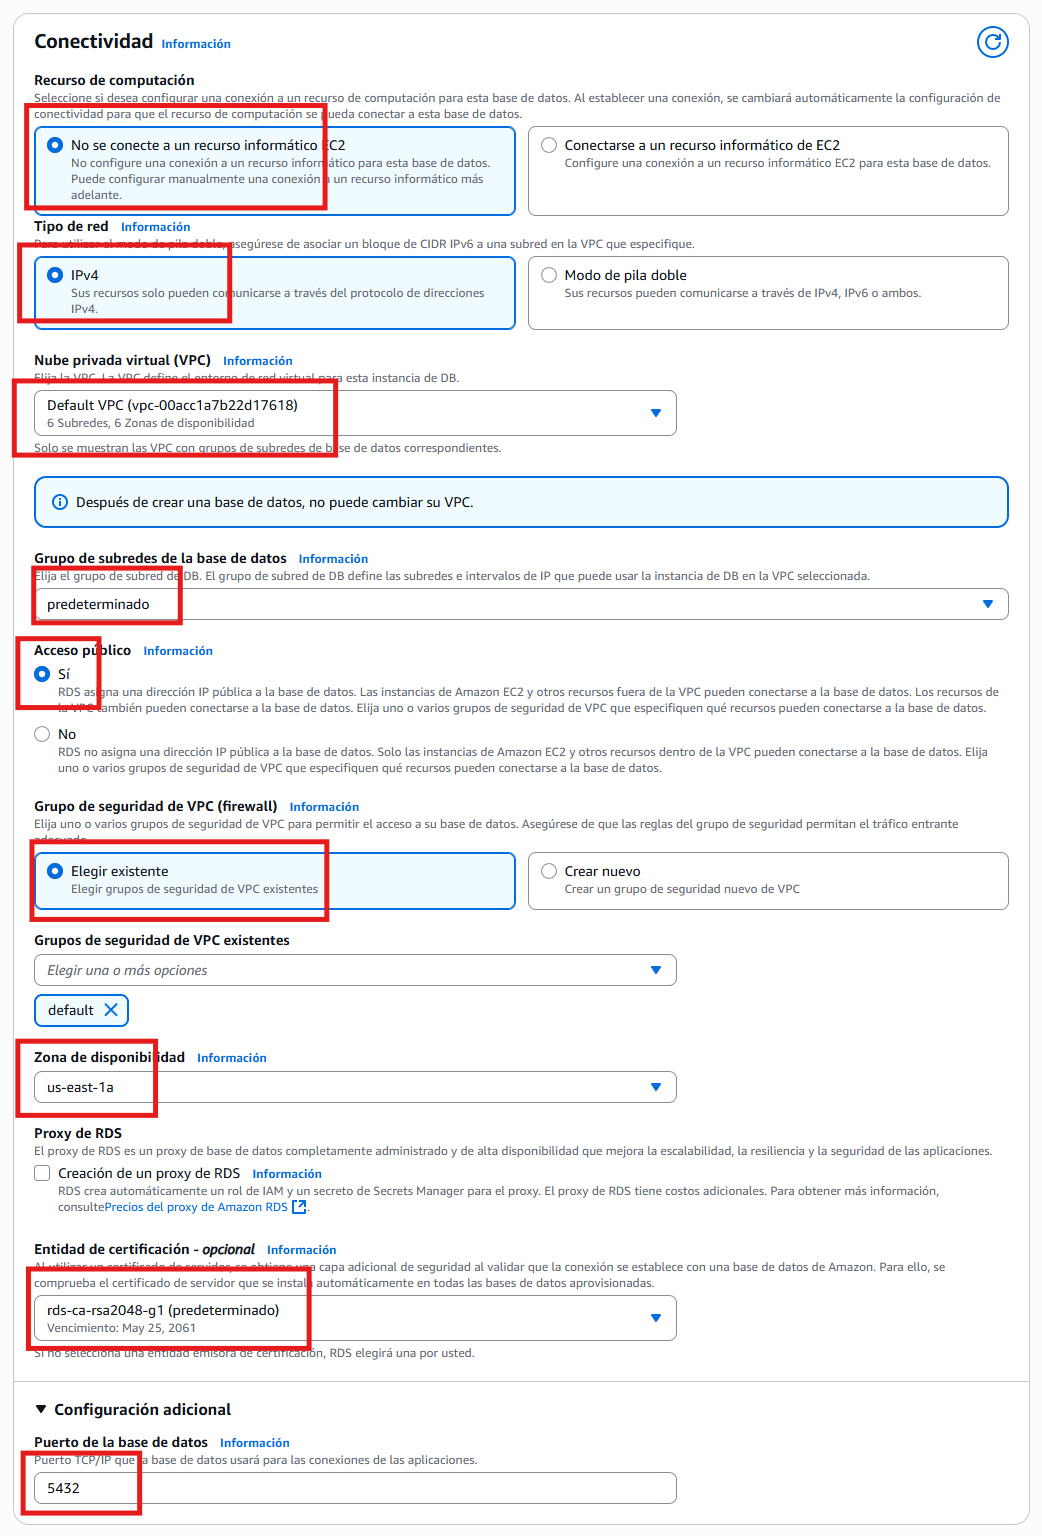 Conectividad Información
Recurso de computación
Seleccione si desea configurar una conexión a un recurso de computación para esta base de datos. Al establecer una conexión, se cambiará automáticamente la configuración de
conectividad para que el recurso de computación se pueda conectar a esta base de datos.
No se conecte a un recurso informático EC2
No configure una conexión a un recurso informático para esta base de datos.
Puede configurar manualmente una conexión a un recurso informático más
adelante.
Conectarse a un recurso informático de EC2
Configure una conexión a un recurso informático EC2 para esta base de datos.
Tipo de red Información
Para utilizar el modo de pila doble, asegúrese de asociar un bloque de CIDR IPv6 a una subred en la VPC que especifique.
IPv4
Sus recursos solo pueden comunicarse a través del protocolo de direcciones
IPv4.
Modo de pila doble
Sus recursos pueden comunicarse a través de IPv4, IPv6 o ambos.
Nube privada virtual (VPC) Información
Elija la VPC. La VPC define el entorno de red virtual para esta instancia de DB.
Default VPC (vpc-00acc1a7b22d17618)
6 Subredes, 6 Zonas de disponibilidad
Solo se muestran las VPC con grupos de subredes de base de datos correspondientes.
Después de crear una base de datos, no puede cambiar su VPC.
Grupo de subredes de la base de datos Información
Elija el grupo de subred de DB. El grupo de subred de DB define las subredes e intervalos de IP que puede usar la instancia de DB en la VPC seleccionada.
predeterminado
Acceso público Información
Sí
RDS asigna una dirección IP pública a la base de datos. Las instancias de Amazon EC2 y otros recursos fuera de la VPC pueden conectarse a la base de datos. Los recursos de
la VPC también pueden conectarse a la base de datos. Elija uno o varios grupos de seguridad de VPC que especifiquen qué recursos pueden conectarse a la base de datos.
No
RDS no asigna una dirección IP pública a la base de datos. Solo las instancias de Amazon EC2 y otros recursos dentro de la VPC pueden conectarse a la base de datos. Elija
uno o varios grupos de seguridad de VPC que especifiquen qué recursos pueden conectarse a la base de datos.
Grupo de seguridad de VPC (firewall) Información
Elija uno o varios grupos de seguridad de VPC para permitir el acceso a su base de datos. Asegúrese de que las reglas del grupo de seguridad permitan el tráfico entrante
adecuado.
Elegir existente
Elegir grupos de seguridad de VPC existentes
Crear nuevo
Crear un grupo de seguridad nuevo de VPC
Grupos de seguridad de VPC existentes
Elegir una o más opciones
default
Zona de disponibilidad Información
us-east-1a
Proxy de RDS
El proxy de RDS es un proxy de base de datos completamente administrado y de alta disponibilidad que mejora la escalabilidad, la resiliencia y la seguridad de las aplicaciones.
Creación de un proxy de RDS Información
RDS crea automáticamente un rol de IAM y un secreto de Secrets Manager para el proxy. El proxy de RDS tiene costos adicionales. Para obtener más información,
consultePrecios del proxy de Amazon RDS.
Entidad de certificación - opcional Información
Al utilizar un certificado de servidor, se obtiene una capa adicional de seguridad al validar que la conexión se establece con una base de datos de Amazon. Para ello, se
comprueba el certificado de servidor que se instala automáticamente en todas las bases de datos aprovisionadas.
rds-ca-rsa2048-g1 (predeterminado)
Vencimiento: May 25, 2061
Si no selecciona una entidad emisora de certificación, RDS elegirá una por usted.
Configuración adicional
Puerto de la base de datos Información
Puerto TCP/IP que la base de datos usará para las conexiones de las aplicaciones.
5432